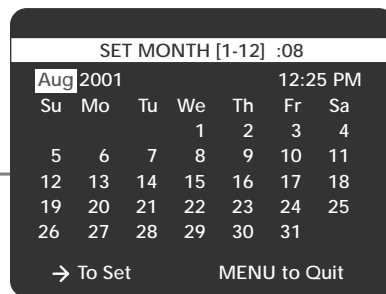 SET MONTH [1-12] :08
Aug 2001 12:25 PM
Su Mo Tu We Th Fr Sa
1 2 3 4
5 6 7 8 9 10 11
12 13 14 15 16 17 18
19 20 21 22 23 24 25
26 27 28 29 30 31
→ To Set MENU to Quit